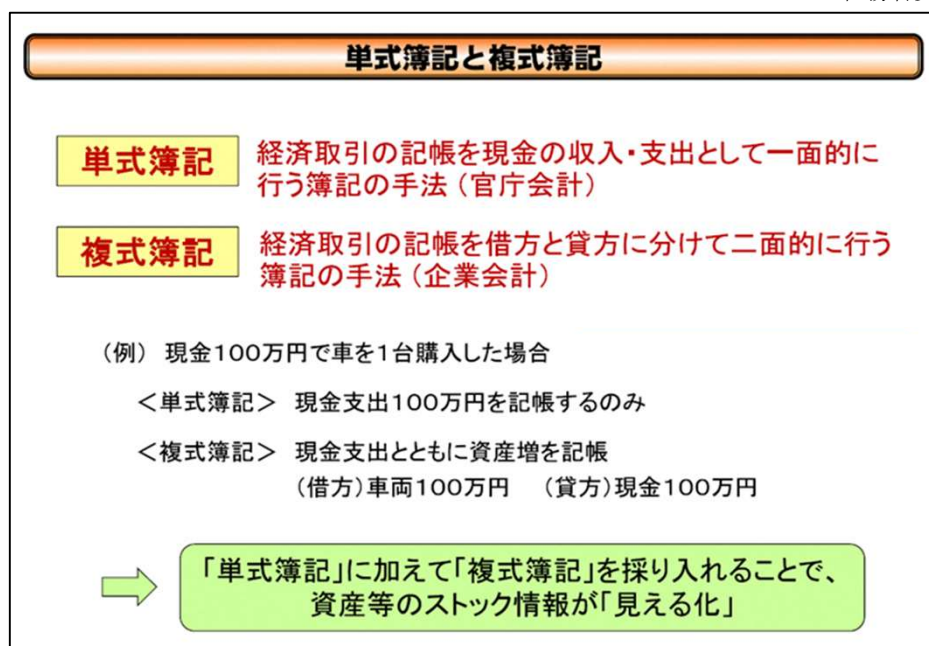 単式簿記と複式簿記
単式簿記
経済取引の記帳を現金の収入・支出として一面的に
行う簿記の手法（官庁会計）
複式簿記
経済取引の記帳を借方と貸方に分けて二面的に行う
簿記の手法（企業会計）
（例） 現金１００万円で車を１台購入した場合
＜単式簿記＞ 現金支出１００万円を記帳するのみ
＜複式簿記＞ 現金支出とともに資産増を記帳
（借方）車両１００万円 （貸方）現金１００万円
「単式簿記」に加えて「複式簿記」を採り入れることで、
資産等のストック情報が「見える化」